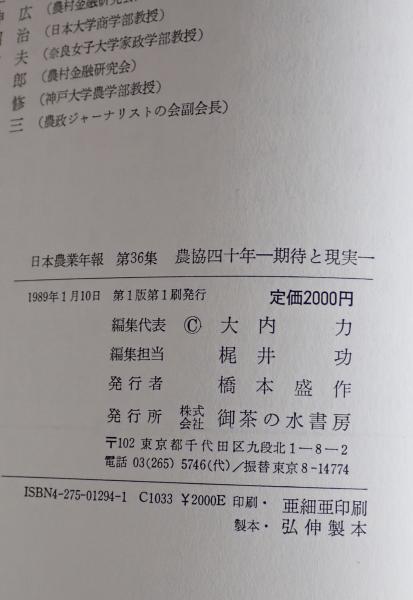 広（農村金融研究会）
治（日本大学商学部教授）
夫（奈良女子大学家政学部教授）
郎（農村金融研究会）
修（神戸大学農学部教授）
三（農政ジャーナリストの会副会長）
日本農業年報　第36集　農協四十年―期待と現実―
1989年1月10日　第1版第1刷発行　定価2000円
編集代表　©　大内　力
編集担当　梶井　功
発行者　橋本盛作
発行所　株式会社　御茶の水書房
〒102 東京都千代田区九段北1－8－2
電話 03(265) 5746(代)／振替東京8-14774
ISBN4-275-01294-1　C1033　￥2000E　印刷・亜細亜印刷
製本・弘伸製本